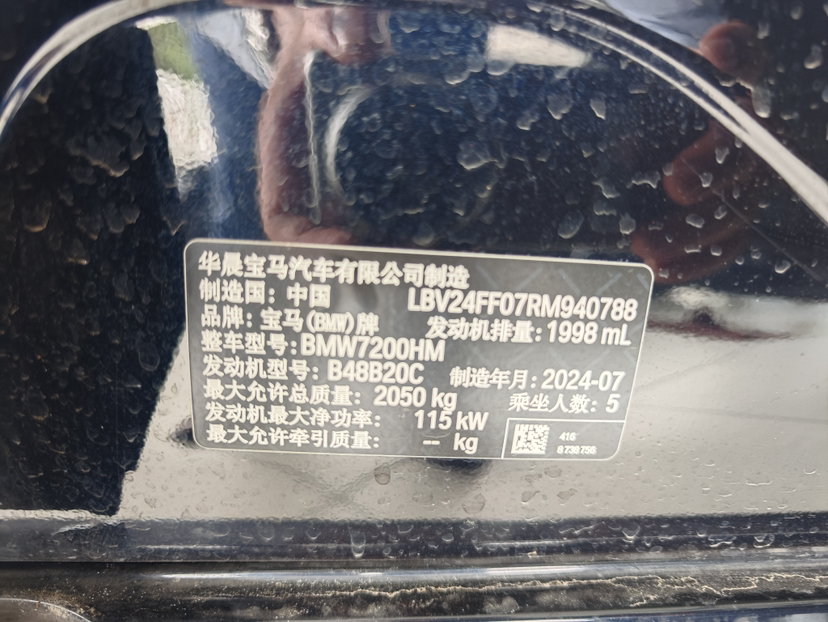 华晨宝马汽车有限公司制造
制造国：中国 LBV24FF07RM940788
品牌：宝马(BMW)牌 发动机排量：1998 mL
整车型号：BMW7200HM
发动机型号：B48B20C 制造年月：2024-07
最大允许总质量：2050 kg 乘坐人数：5
发动机最大净功率：115 kW
最大允许牵引质量：-- kg
416
8739756